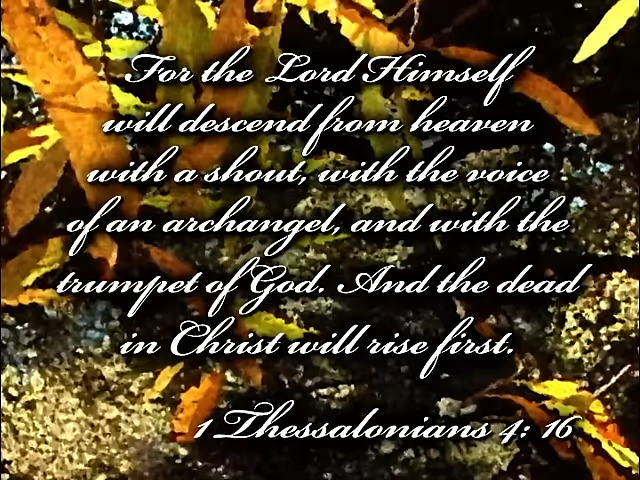 For the Lord Himself
will descend from heaven
with a shout, with the voice
of an archangel, and with the
trumpet of God. And the dead
in Christ will rise first.
1 Thessalonians 4: 16